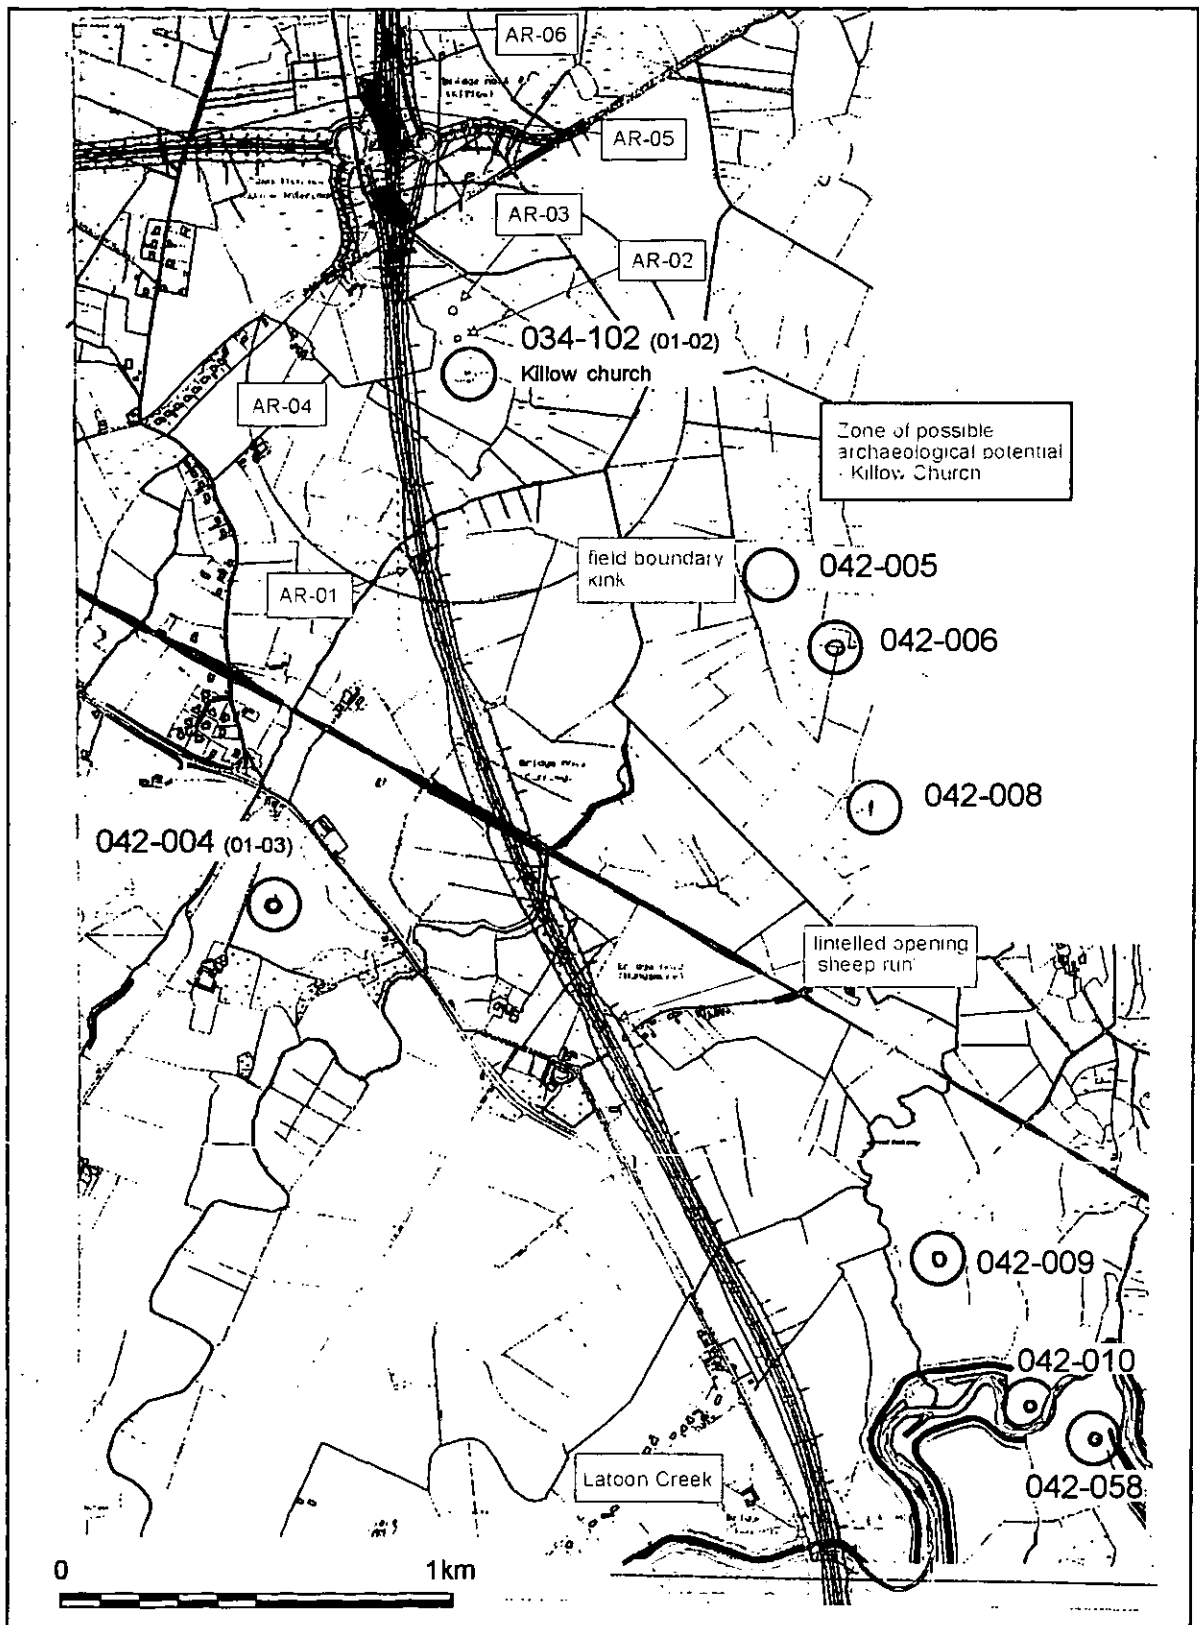 AR-06
AR-05
AR-03
AR-02
034-102 (01-02)
Killow church
AR-04
Zone of possible
archaeological potential
- Killow Church
field boundary
kink
042-005
AR-01
042-006
042-008
042-004 (01-03)
lintelled opening
sheep run'
042-009
042-010
Latoon Creek
042-058
0 1km